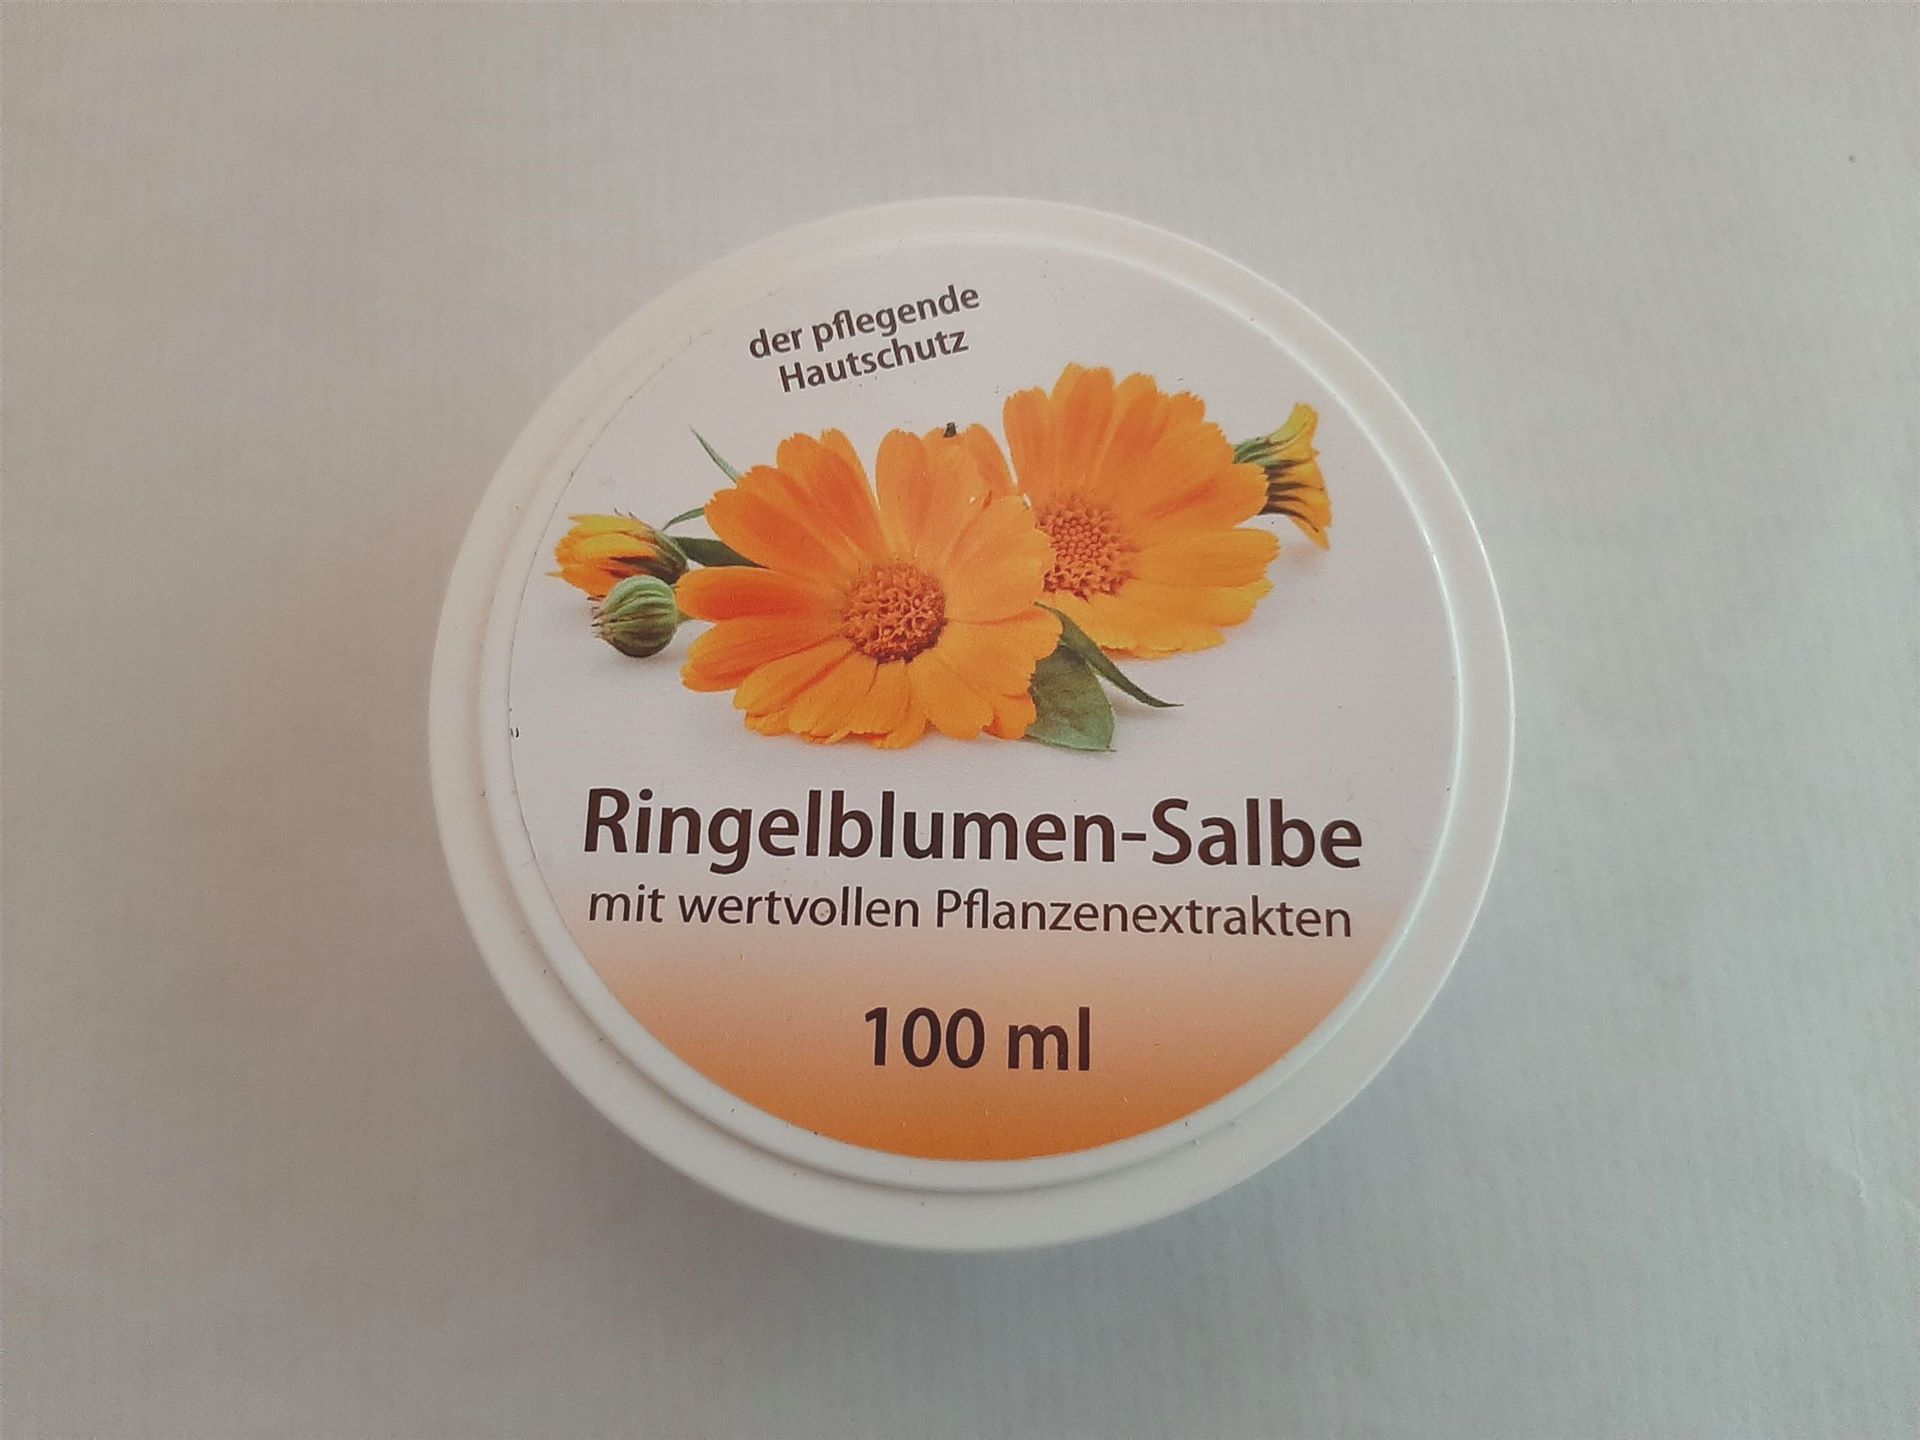 der pflegende
Hautschutz
Ringelblumen-Salbe
mit wertvollen Pflanzenextrakten
100 ml